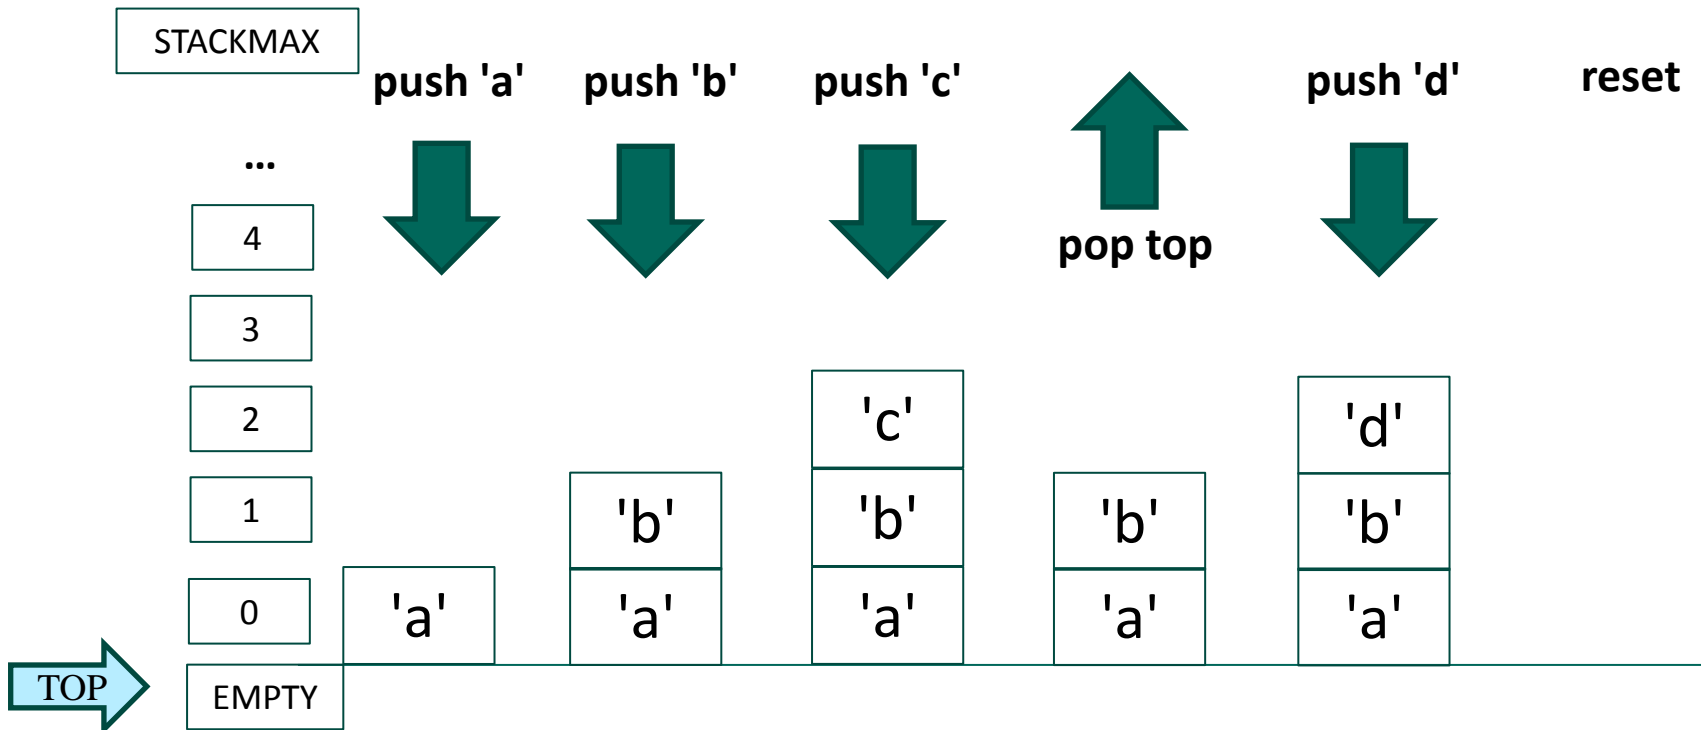 STACKMAX
push 'a'
push 'b'
push 'c'
pop top
push 'd'
reset
...
4
3
2
1
0
EMPTY
TOP
'a'
'b'
'a'
'c'
'b'
'a'
'b'
'a'
'd'
'b'
'a'